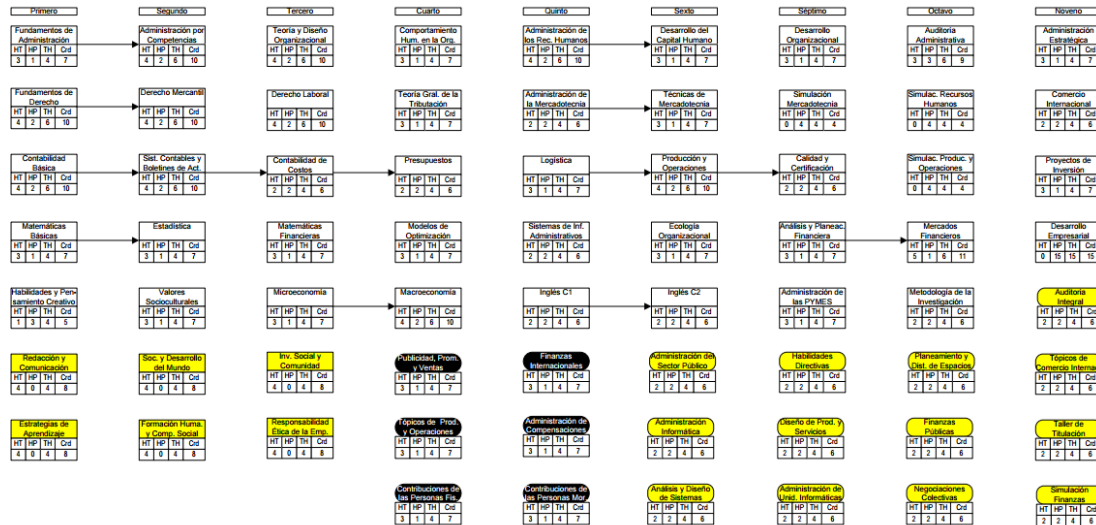 Primero Segundo Tercero Cuarto Quinto Sexto Séptimo Octavo Noveno
Fundamentos de Administración por Teoría y Diseño Comportamiento Administración de Desarrollo del Desarrollo Auditoria Administración
Administración Competencias Organizacional Hum. en la Org. los Rec. Humanos Capital Humano Organizacional Administrativa Estratégica
HT HP TH Crd HT HP TH Crd HT HP TH Crd HT HP TH Crd HT HP TH Crd HT HP TH Crd HT HP TH Crd HT HP TH Crd HT HP TH Crd
3 1 4 7 4 2 6 10 4 2 6 10 3 1 4 7 4 2 6 10 3 1 4 7 3 1 4 7 3 3 6 9 3 1 4 7
Fundamentos de Derecho Mercantil Derecho Laboral Teoría Gral. de la Administración de Técnicas de Simulación Simulac. Recursos Comercio
Derecho Tributación la Mercadotecnia Mercadotecnia Mercadotecnia Humanos Internacional
HT HP TH Crd HT HP TH Crd HT HP TH Crd HT HP TH Crd HT HP TH Crd HT HP TH Crd HT HP TH Crd HT HP TH Crd HT HP TH Crd
4 2 6 10 4 2 6 10 4 2 6 10 3 1 4 7 2 2 4 6 3 1 4 7 0 4 4 4 0 4 4 4 2 2 4 6
Contabilidad Sist. Contables y Contabilidad de Presupuestos Logística Producción y Calidad y Simulac. Produc. y Proyectos de
Básica Boletines de Act. Costos Operaciones Certificación Operaciones Inversión
HT HP TH Crd HT HP TH Crd HT HP TH Crd HT HP TH Crd HT HP TH Crd HT HP TH Crd HT HP TH Crd HT HP TH Crd HT HP TH Crd
4 2 6 10 4 2 6 10 2 2 4 6 2 2 4 6 3 1 4 7 4 2 6 10 2 2 4 6 0 4 4 4 3 1 4 7
Matemáticas Estadística Matemáticas Modelos de Sistemas de Inf. Ecología Análisis y Planeac. Mercados Desarrollo
Básicas Financieras Optimización Administrativos Organizacional Financiera Financieros Empresarial
HT HP TH Crd HT HP TH Crd HT HP TH Crd HT HP TH Crd HT HP TH Crd HT HP TH Crd HT HP TH Crd HT HP TH Crd HT HP TH Crd
3 1 4 7 3 1 4 7 3 1 4 7 3 1 4 7 2 2 4 6 3 1 4 7 3 1 4 7 5 1 6 11 0 15 15 15
Habilidades y Pen- Valores Microeconomía Macroeconomía Inglés C1 Inglés C2 Administración de Metodología de la Auditoría
samiento Creativo Socioculturales las PYMES Investigación Integral
HT HP TH Crd HT HP TH Crd HT HP TH Crd HT HP TH Crd HT HP TH Crd HT HP TH Crd HT HP TH Crd HT HP TH Crd HT HP TH Crd
1 3 4 5 3 1 4 7 3 1 4 7 4 2 6 10 2 2 4 6 2 2 4 6 3 1 4 7 2 2 4 6 2 2 4 6
Redacción y Soc. y Desarrollo Inv. Social y Publicidad, Prom. Finanzas Administración del Habilidades Planeamiento y Tópicos de
Comunicación del Mundo Comunidad y Ventas Internacionales Sector Público Directivas Dist. de Espacios Comercio Internac
HT HP TH Crd HT HP TH Crd HT HP TH Crd HT HP TH Crd HT HP TH Crd HT HP TH Crd HT HP TH Crd HT HP TH Crd HT HP TH Crd
4 0 4 8 4 0 4 8 4 0 4 8 3 1 4 7 3 1 4 7 2 2 4 6 2 2 4 6 2 2 4 6 2 2 4 6
Estrategias de Formación Huma. Responsabilidad Tópicos de Prod. Administración de Administración Diseño de Prod. y Finanzas Taller de
Aprendizaje y Comp. Social Ética de la Emp. y Operaciones Compensaciones Informática Servicios Públicas Titulación
HT HP TH Crd HT HP TH Crd HT HP TH Crd HT HP TH Crd HT HP TH Crd HT HP TH Crd HT HP TH Crd HT HP TH Crd HT HP TH Crd
4 0 4 8 4 0 4 8 4 0 4 8 3 1 4 7 3 1 4 7 2 2 4 6 2 2 4 6 2 2 4 6 2 2 4 6
Contribuciones de Contribuciones de Análisis y Diseño Administración de Negociaciones Simulación
las Personas Fis. las Personas Mor. de Sistemas Unid. Informáticas Colectivas Finanzas
HT HP TH Crd HT HP TH Crd HT HP TH Crd HT HP TH Crd HT HP TH Crd HT HP TH Crd
3 1 4 7 3 1 4 7 2 2 4 6 2 2 4 6 2 2 4 6 2 2 4 6